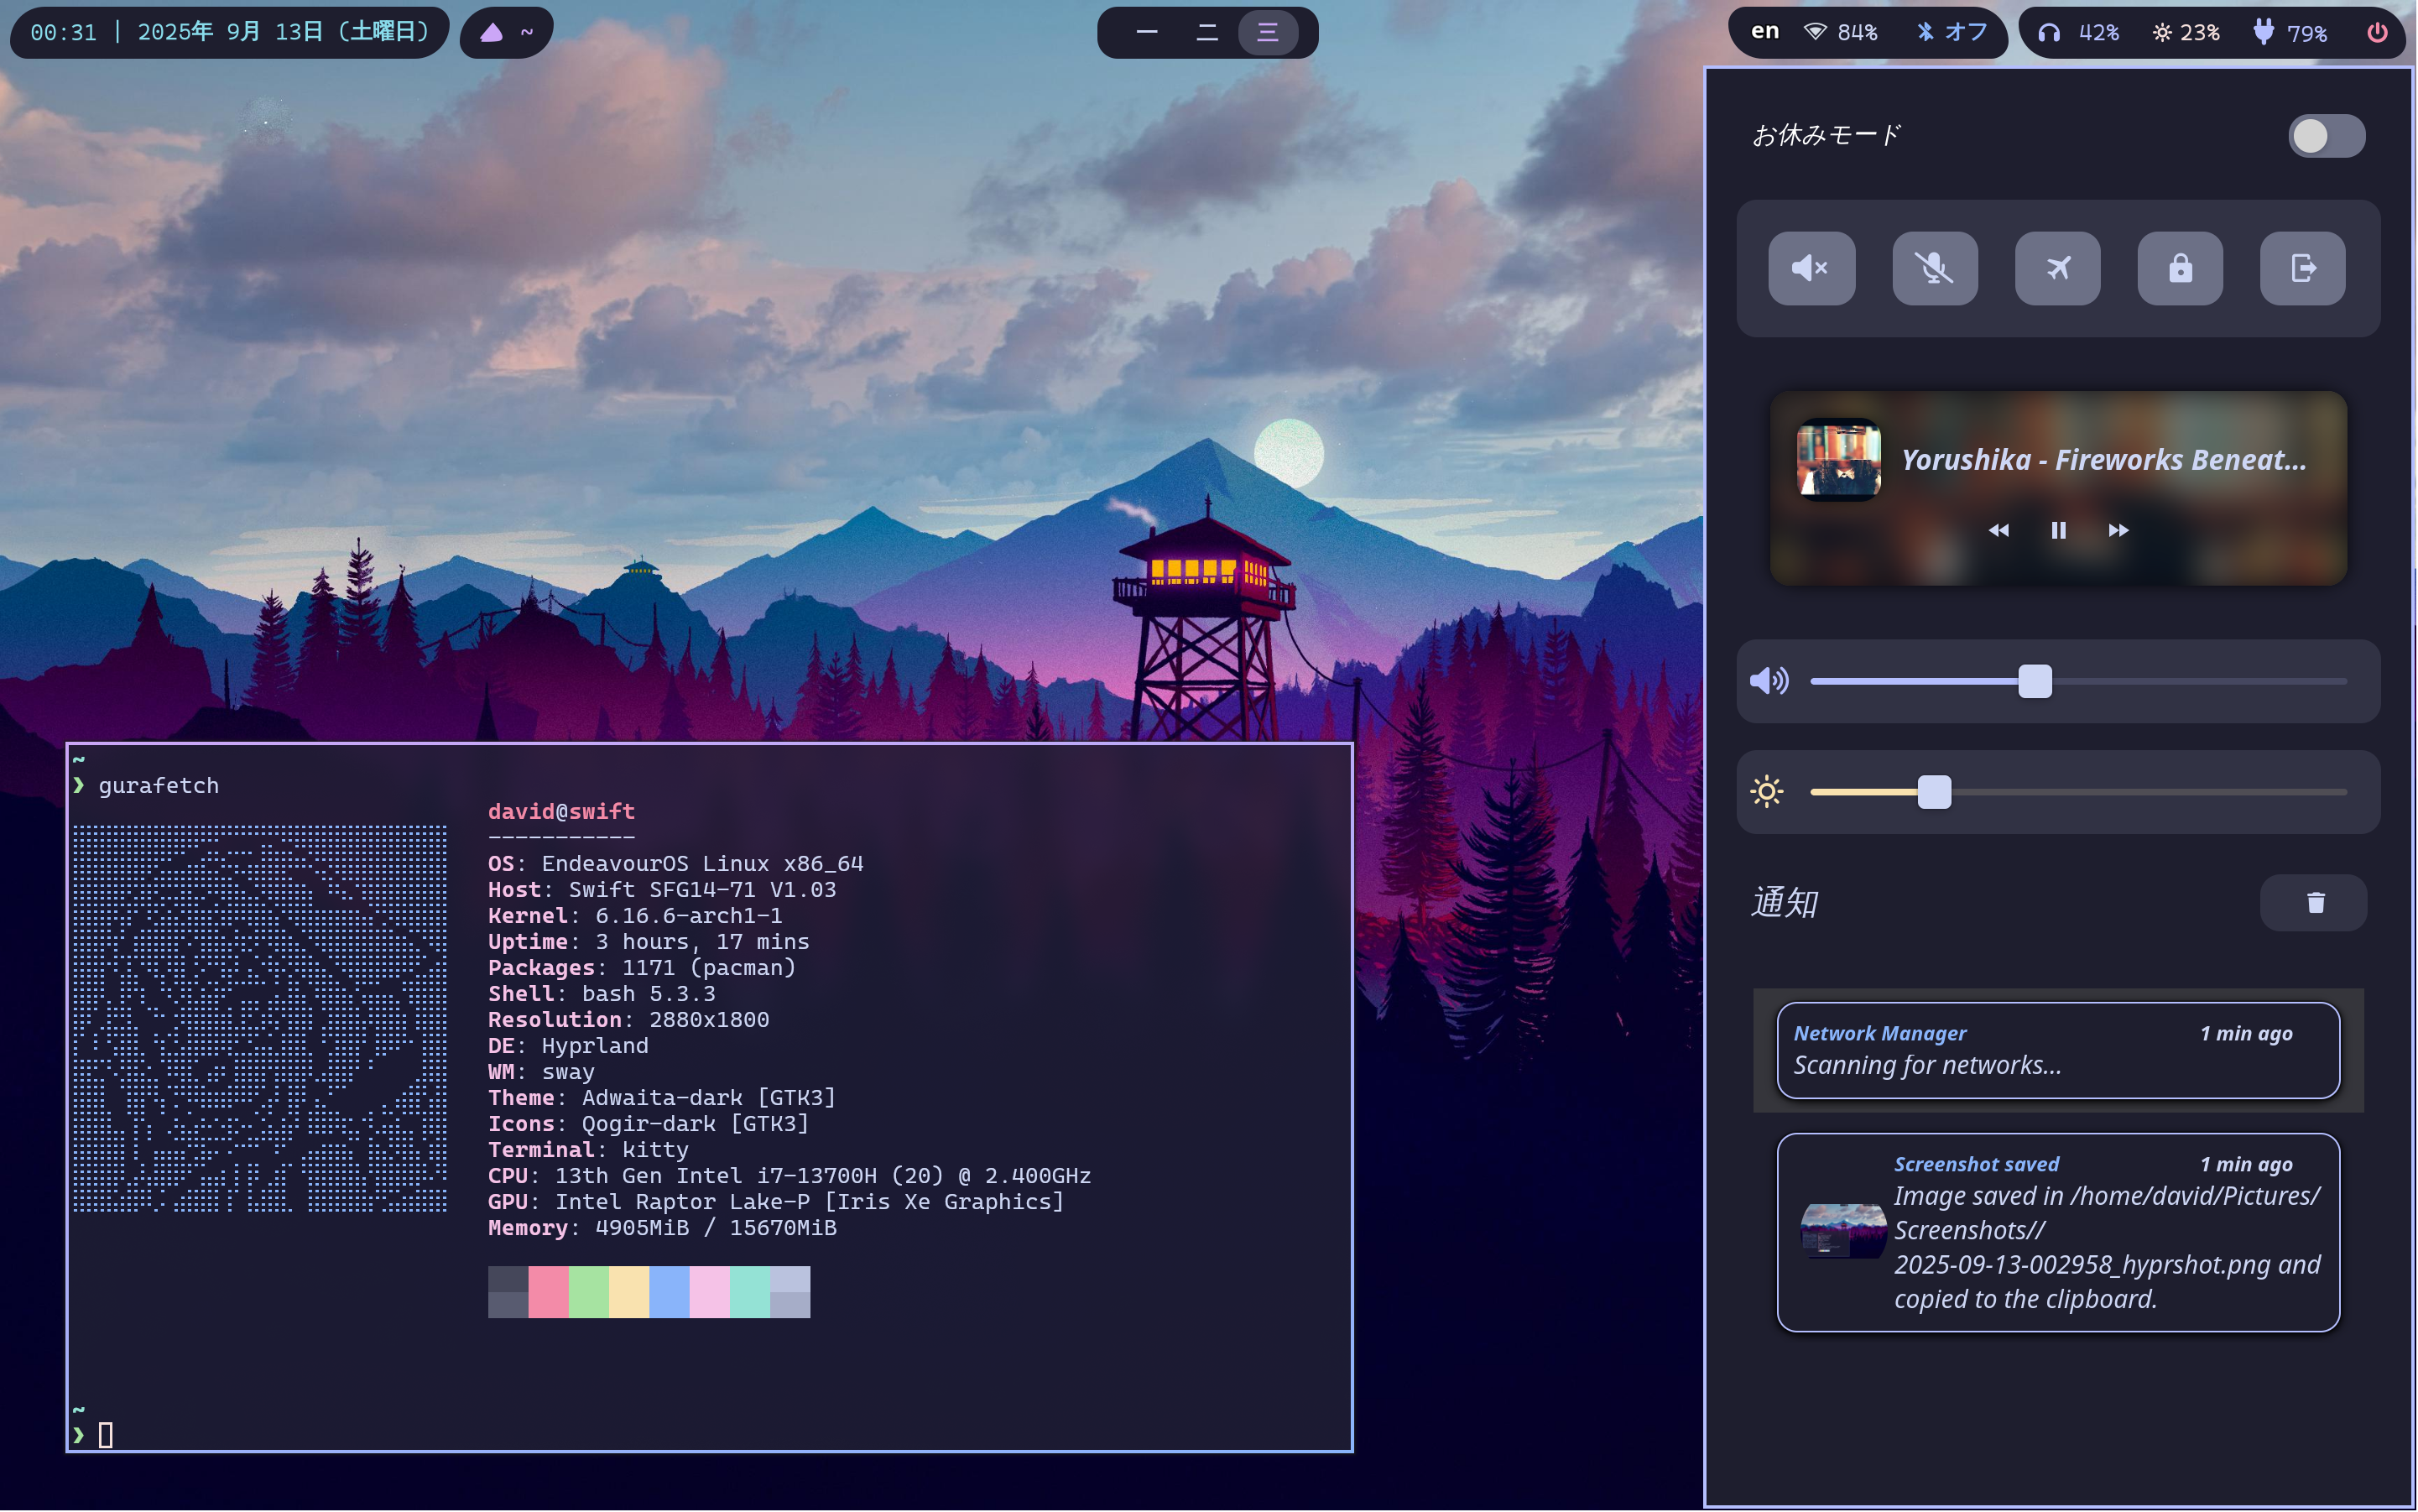 00:31 | 2025年 9月 13日 (土曜日)
~
一 二 三
en 84% オフ
42% 23% 79%
お休みモード
Yorushika - Fireworks Beneat...
通知
Network Manager 1 min ago
Scanning for networks...
Screenshot saved 1 min ago
Image saved in /home/david/Pictures/
Screenshots//
2025-09-13-002958_hyprshot.png and
copied to the clipboard.
~
❯ gurafetch
david@swift
-----------
OS: EndeavourOS Linux x86_64
Host: Swift SFG14-71 V1.03
Kernel: 6.16.6-arch1-1
Uptime: 3 hours, 17 mins
Packages: 1171 (pacman)
Shell: bash 5.3.3
Resolution: 2880x1800
DE: Hyprland
WM: sway
Theme: Adwaita-dark [GTK3]
Icons: Qogir-dark [GTK3]
Terminal: kitty
CPU: 13th Gen Intel i7-13700H (20) @ 2.400GHz
GPU: Intel Raptor Lake-P [Iris Xe Graphics]
Memory: 4905MiB / 15670MiB
~
❯